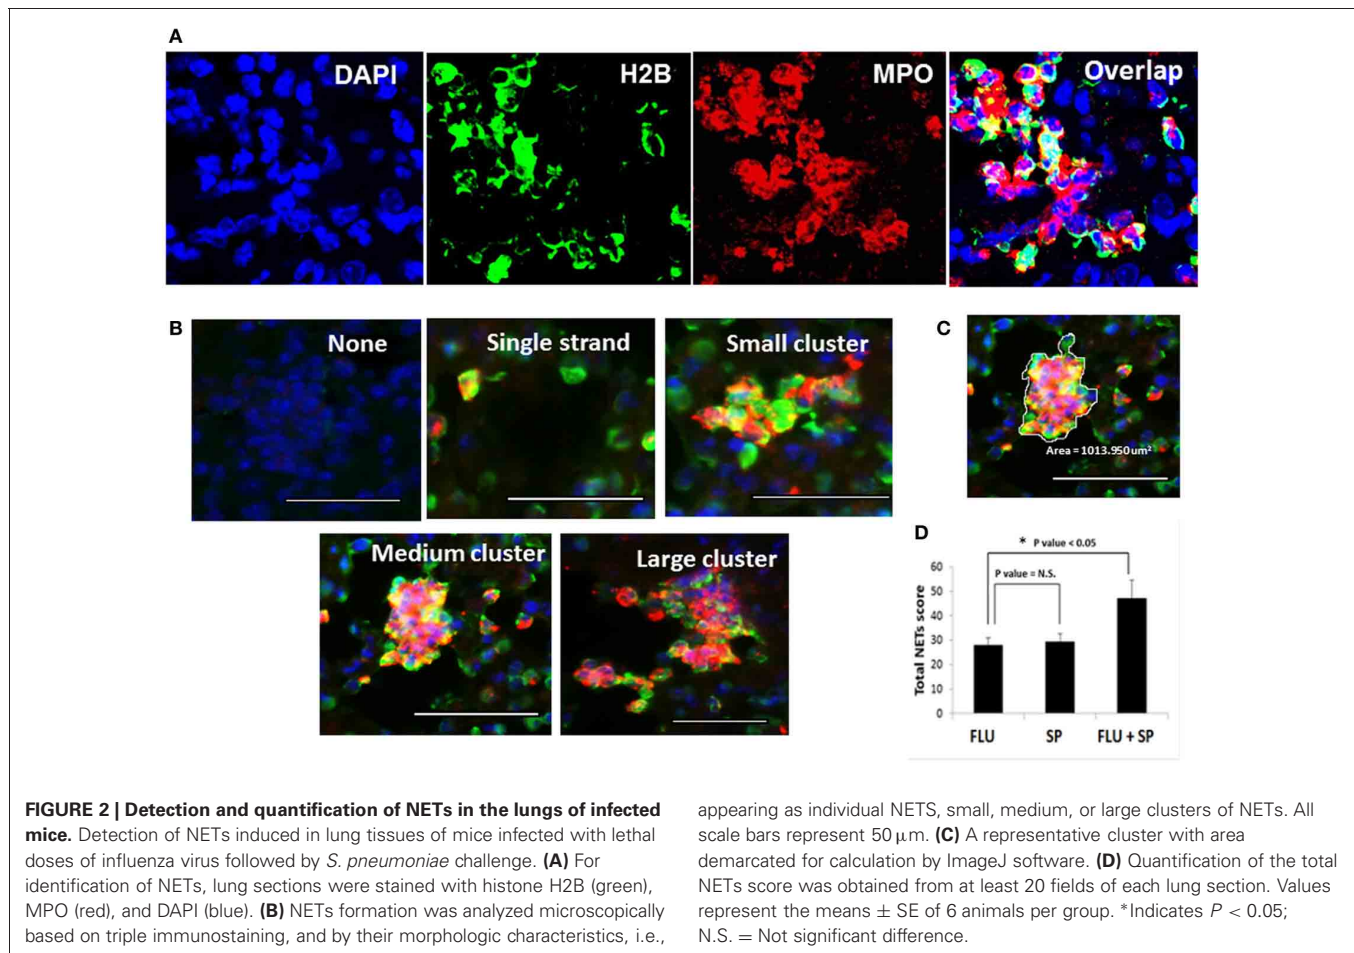 A
DAPI
H2B
MPO
Overlap
B
None
Single strand
Small cluster
C
Area = 1013.950um²
Medium cluster
Large cluster
D
* P value < 0.05
P value = N.S.
Total NETs score
60
50
40
30
20
10
0
FLU
SP
FLU + SP
FIGURE 2 | Detection and quantification of NETs in the lungs of infected
mice. Detection of NETs induced in lung tissues of mice infected with lethal
doses of influenza virus followed by S. pneumoniae challenge. (A) For
identification of NETs, lung sections were stained with histone H2B (green),
MPO (red), and DAPI (blue). (B) NETs formation was analyzed microscopically
based on triple immunostaining, and by their morphologic characteristics, i.e.,
appearing as individual NETS, small, medium, or large clusters of NETs. All
scale bars represent 50 μm. (C) A representative cluster with area
demarcated for calculation by ImageJ software. (D) Quantification of the total
NETs score was obtained from at least 20 fields of each lung section. Values
represent the means ± SE of 6 animals per group. *Indicates P < 0.05;
N.S. = Not significant difference.